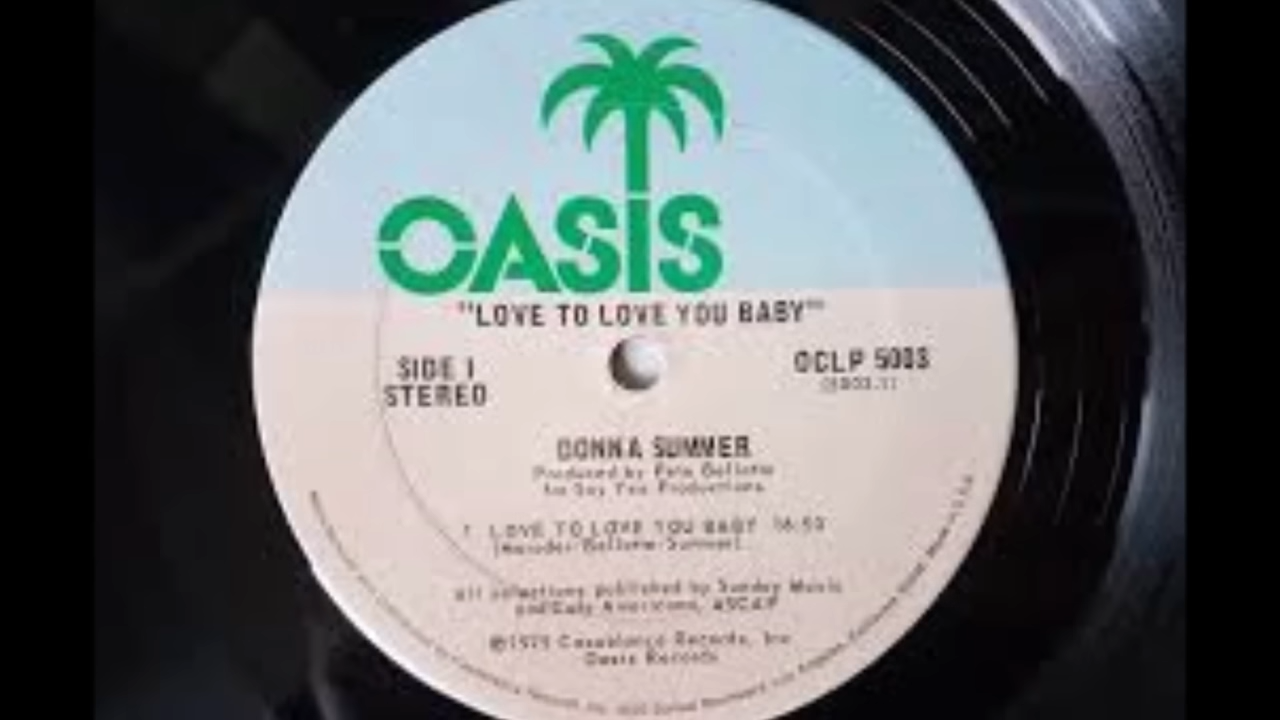 OASIS
"LOVE TO LOVE YOU BABY"
SIDE 1
STEREO
OCLP 5003
DONNA SUMMER
Produced by Pete Bellotte
for Say Yes Productions
1 LOVE TO LOVE YOU BABY 16:50
(Moroder-Bellotte-Summer)
All selections published by Sunday Music
and Cafe Americana, ASCAP
℗1975 Casablanca Records, Inc
Oasis Records